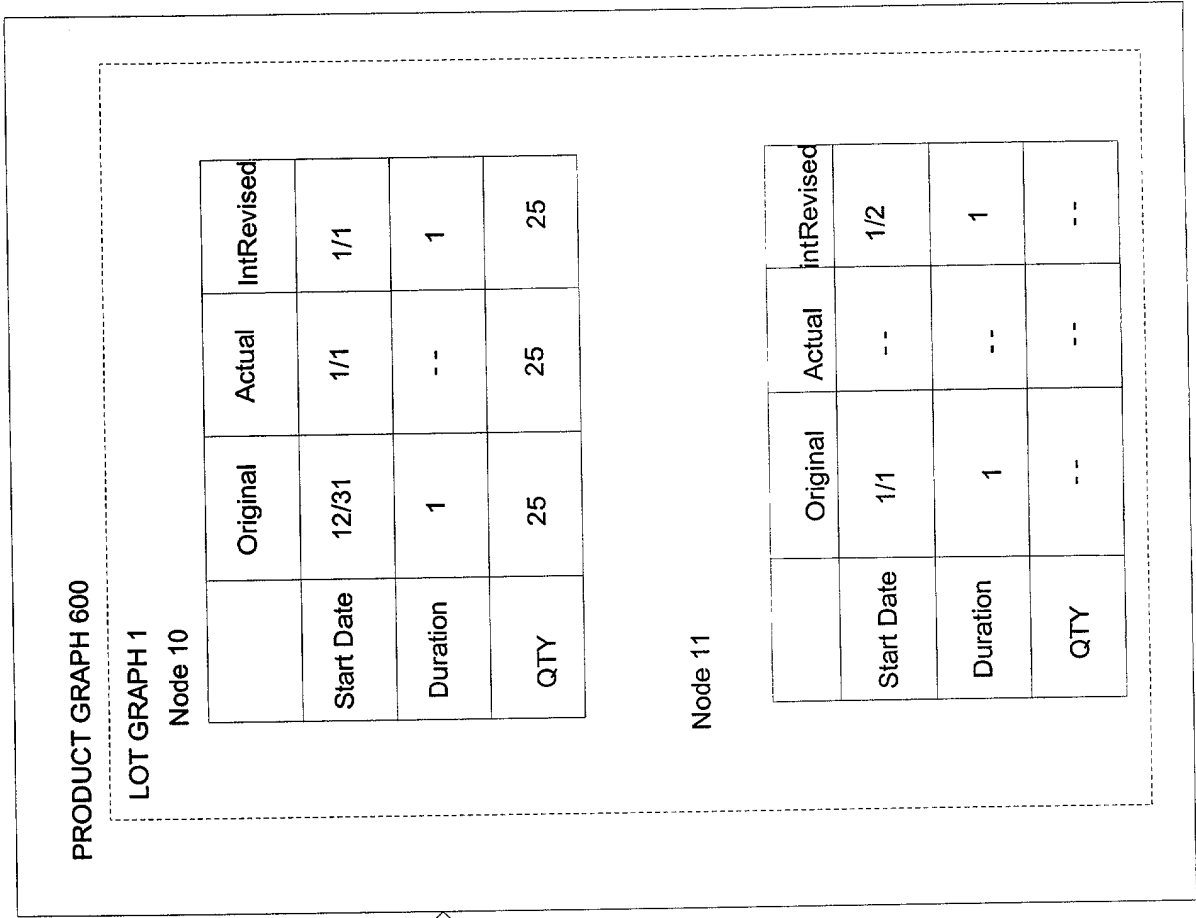 PRODUCT GRAPH 600
LOT GRAPH 1
Node 10
Original Actual IntRevised
Start Date 12/31 1/1 1/1
Duration 1 -- 1
QTY 25 25 25
Node 11
Original Actual intRevised
Start Date 1/1 -- 1/2
Duration 1 -- 1
QTY -- -- --